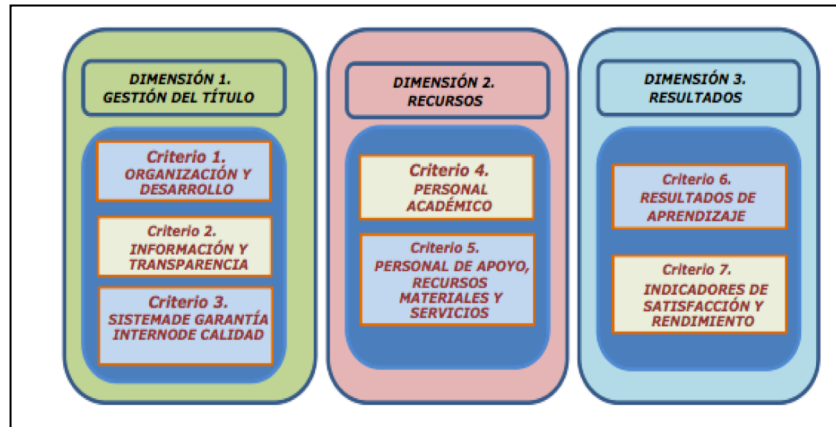 DIMENSIÓN 1.
GESTIÓN DEL TÍTULO
Criterio 1.
ORGANIZACIÓN Y
DESARROLLO
Criterio 2.
INFORMACIÓN Y
TRANSPARENCIA
Criterio 3.
SISTEMADE GARANTÍA
INTERNODE CALIDAD
DIMENSIÓN 2.
RECURSOS
Criterio 4.
PERSONAL
ACADÉMICO
Criterio 5.
PERSONAL DE APOYO,
RECURSOS
MATERIALES Y
SERVICIOS
DIMENSIÓN 3.
RESULTADOS
Criterio 6.
RESULTADOS DE
APRENDIZAJE
Criterio 7.
INDICADORES DE
SATISFACCIÓN Y
RENDIMIENTO